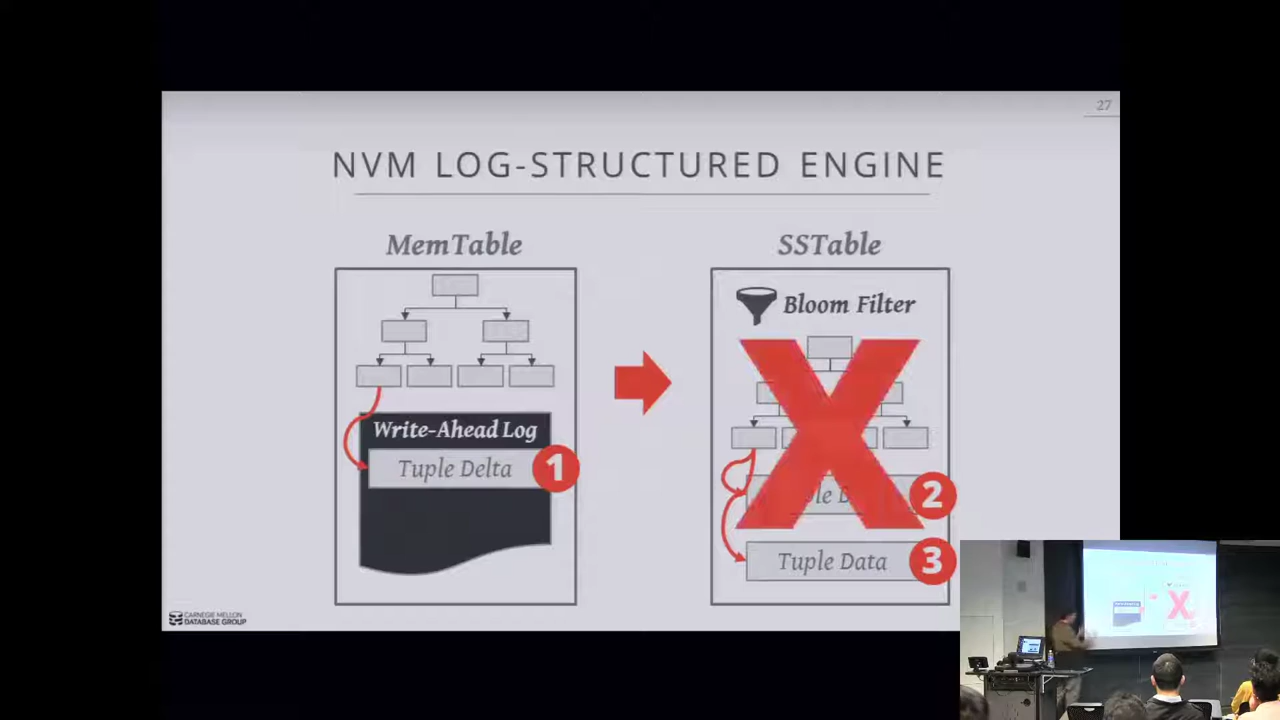 27
NVM LOG-STRUCTURED ENGINE
MemTable
SSTable
Bloom Filter
Write-Ahead Log
Tuple Delta
1
2
Tuple Data
3
CARNEGIE MELLON
DATABASE GROUP